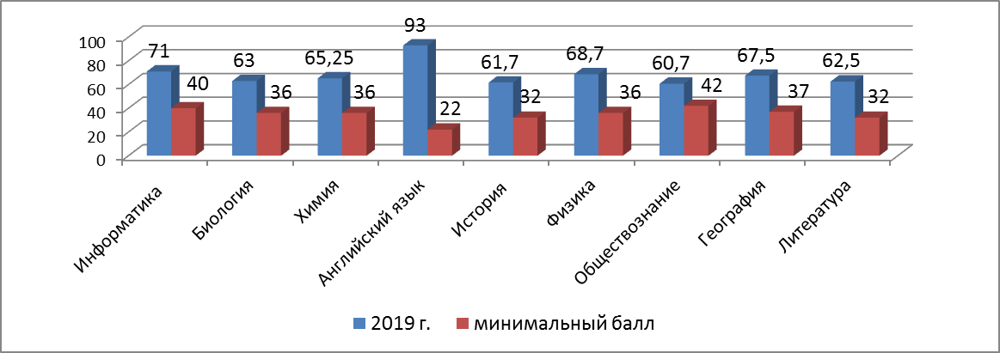 93
71
63
65,25
61,7
68,7
60,7
67,5
62,5
40
36
36
22
32
36
42
37
32
100
80
60
40
20
0
Информатика
Биология
Химия
Английский язык
История
Физика
Обществознание
География
Литература
2019 г.
минимальный балл